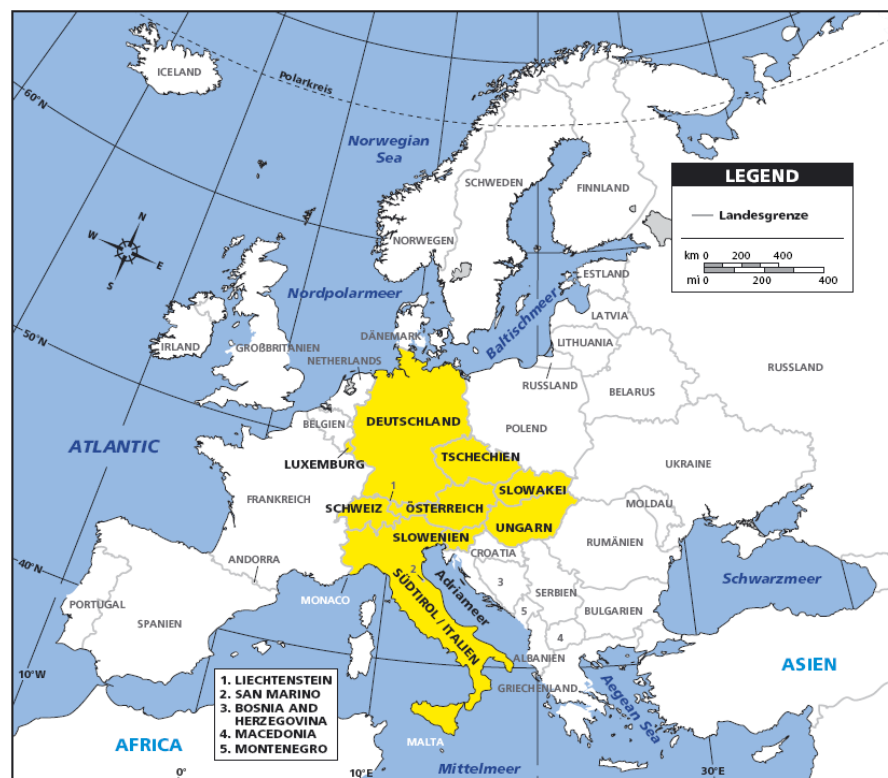 ICELAND
Polarkreis
60°N
Norwegian
Sea
SCHWEDEN
FINNLAND
LEGEND
Landesgrenze
km 0 200 400
mi 0 200 400
N
W
E
S
NORWEGEN
50°N
Nordpolarmeer
ESTLAND
Baltischmeer
LATVIA
DÄNEMARK
IRLAND
GROßBRITANIEN
NETHERLANDS
LITHUANIA
RUSSLAND
RUSSLAND
BELARUS
BELGIEN
DEUTSCHLAND
POLEND
ATLANTIC
LUXEMBURG
TSCHECHIEN
UKRAINE
1
SLOWAKEI
FRANKREICH
SCHWEIZ
ÖSTERREICH
MOLDAU
UNGARN
SLOWENIEN
RUMÄNIEN
40°N
ANDORRA
CROATIA
2
3
Adriameer
SÜDTIROL / ITALIEN
Schwarzmeer
MONACO
SERBIEN
PORTUGAL
SPANIEN
5
BULGARIEN
4
10°W
ALBANIEN
ASIEN
1. LIECHTENSTEIN
2. SAN MARINO
3. BOSNIA AND
HERZEGOVINA
4. MACEDONIA
5. MONTENEGRO
GRIECHENLAND
Aegean Sea
AFRICA
MALTA
0°
10°E
Mittelmeer
30°E